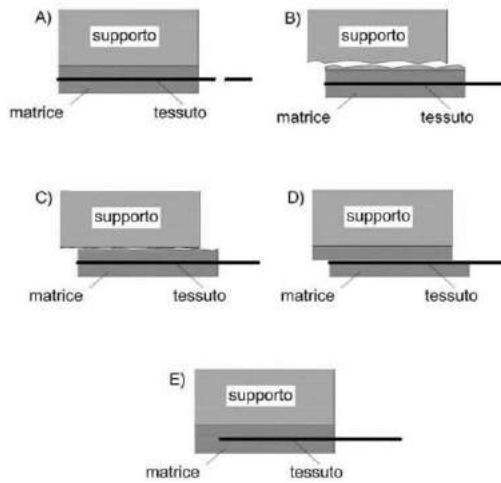 A)
supporto
matrice tessuto
B)
supporto
matrice tessuto
C)
supporto
matrice tessuto
D)
supporto
matrice tessuto
E)
supporto
matrice tessuto